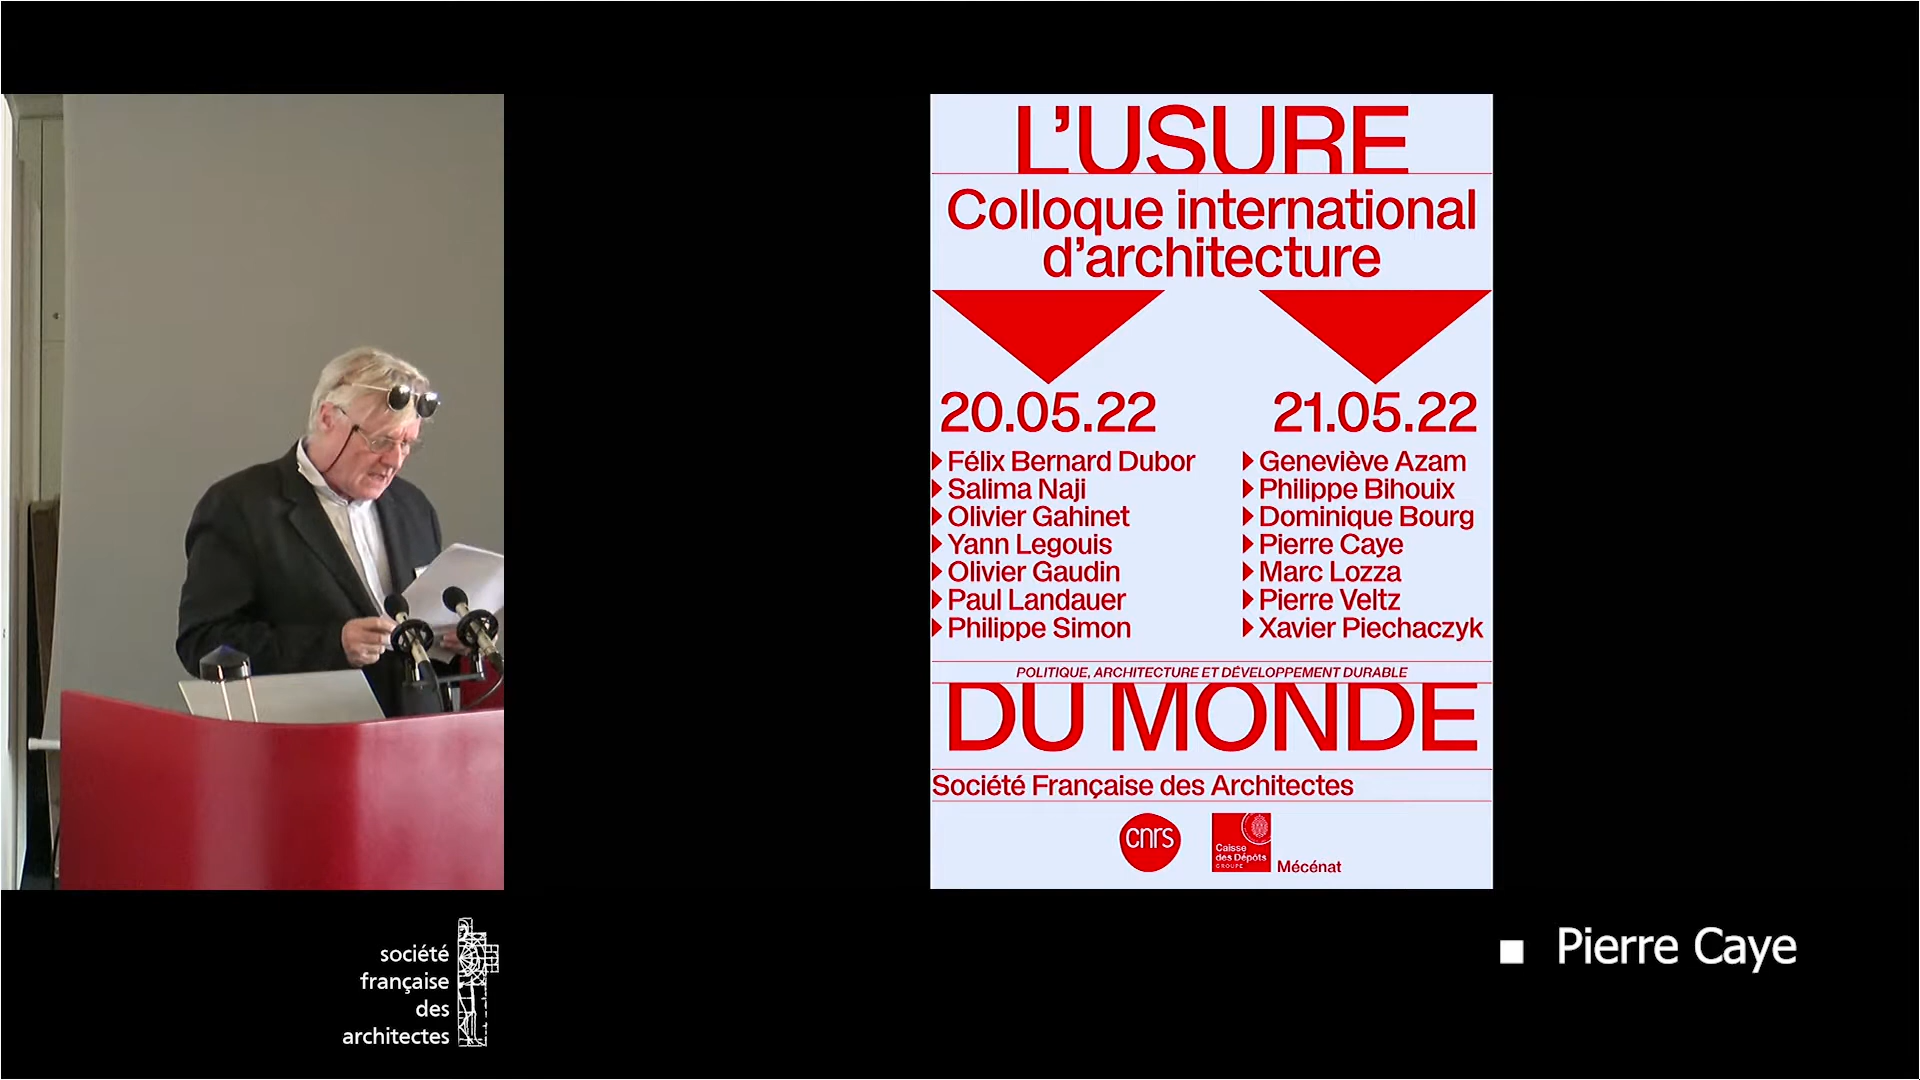 L'USURE
Colloque international
d'architecture
20.05.22
Félix Bernard Dubor
Salima Naji
Olivier Gahinet
Yann Legouis
Olivier Gaudin
Paul Landauer
Philippe Simon
21.05.22
Geneviève Azam
Philippe Bihouix
Dominique Bourg
Pierre Caye
Marc Lozza
Pierre Veltz
Xavier Piechaczyk
POLITIQUE, ARCHITECTURE ET DÉVELOPPEMENT DURABLE
DU MONDE
Société Française des Architectes
cnrs
Caisse
des Dépôts
GROUPE
Mécénat
société
française
des
architectes
Pierre Caye